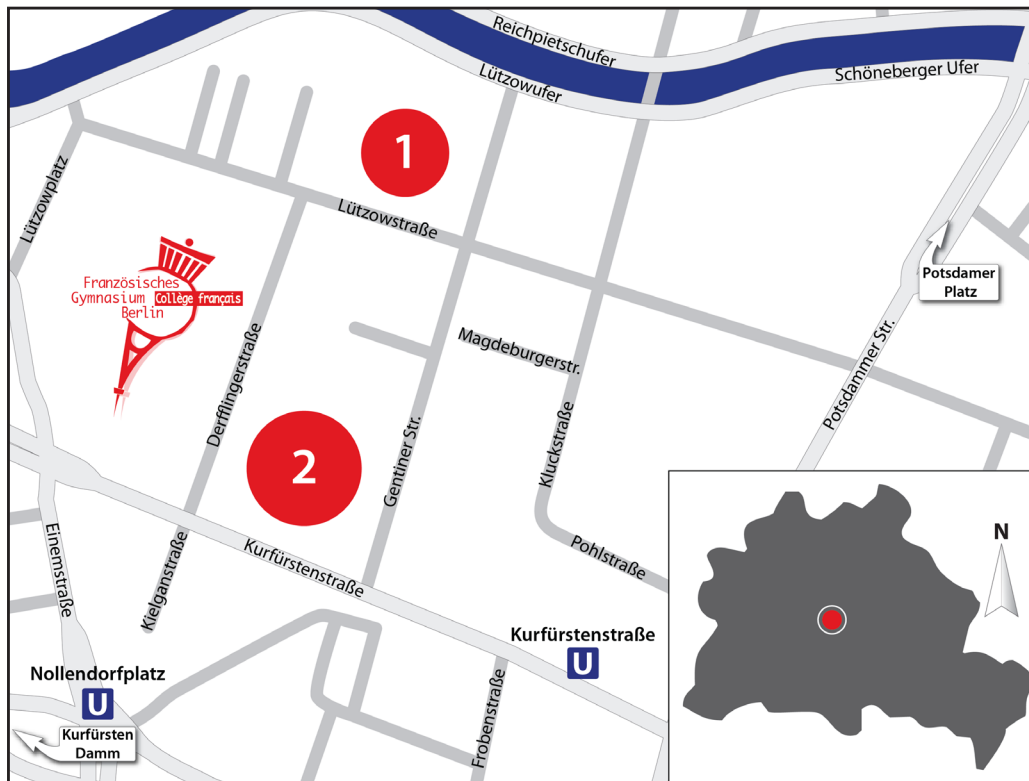 Reichpietschufer
Lützowufer
Schöneberger Ufer
1
Lützowplatz
Lützowstraße
Französisches
Gymnasium Collège français
Berlin
Potsdamer
Platz
Magdeburgerstr.
Potsdammer Str.
Derfflingerstraße
Gentiner Str.
Kluckstraße
2
Einemstraße
Kielganstraße
Kurfürstenstraße
Pohlstraße
N
Kurfürstenstraße
U
Nollendorfplatz
U
Frobenstraße
Kurfürsten
Damm